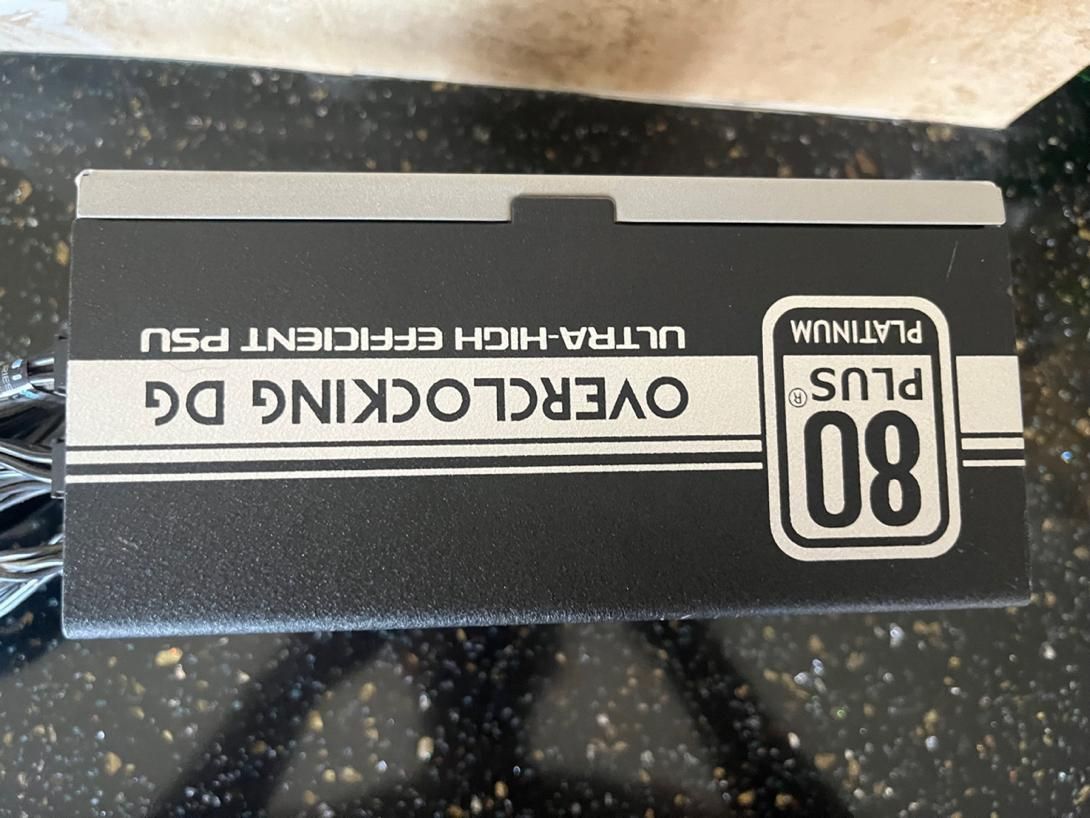 OVERCLOCKING DG
ULTRA-HIGH EFFICIENT PSU
80
PLUS®
PLATINUM